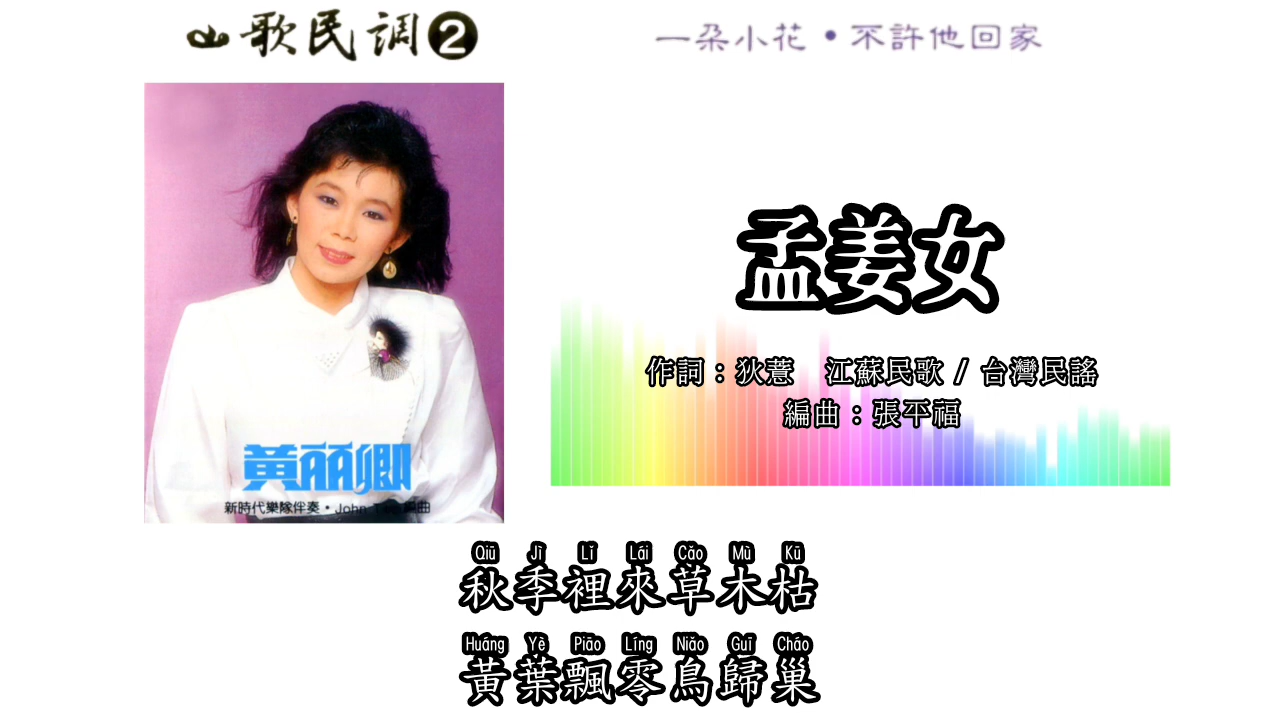 山歌民調2
一朵小花•不許他回家
孟姜女
作詞：狄薏　江蘇民歌 / 台灣民謠
編曲：張平福
黃麗卿
新時代樂隊伴奏•John 編曲
Qiū Jì Lǐ Lái Cǎo Mù Kū
秋季裡來草木枯
Huáng Yè Piāo Líng Niǎo Guī Cháo
黃葉飄零鳥歸巢